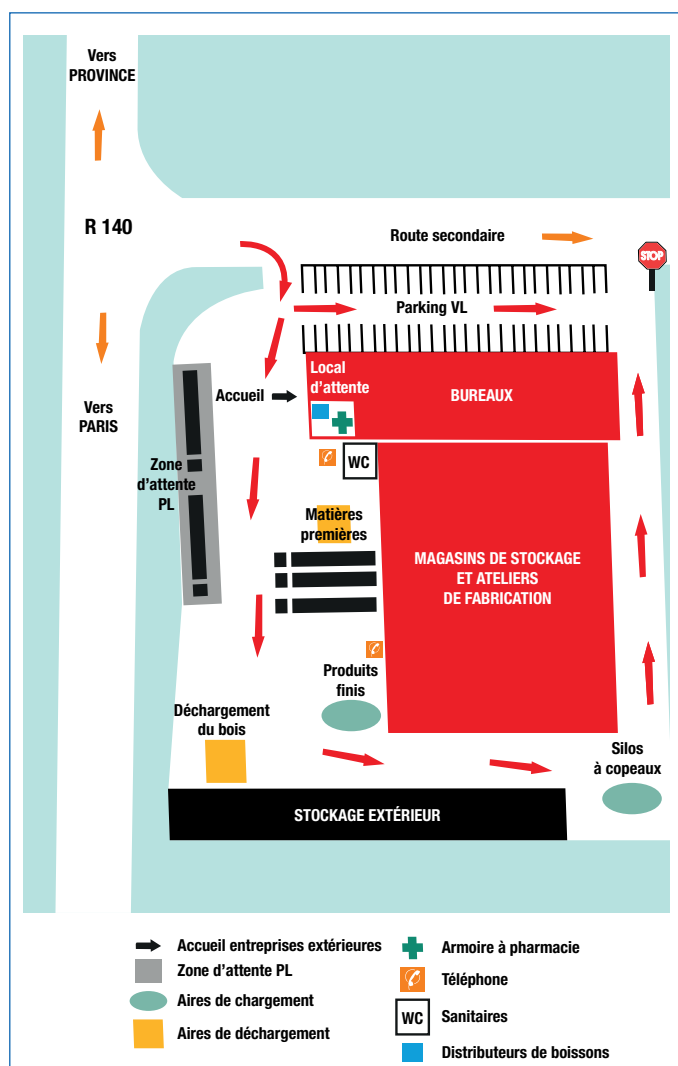 Vers
PROVINCE
R 140
Route secondaire
STOP
Parking VL
Local
d'attente
Accueil
BUREAUX
Vers
PARIS
WC
Zone
d'attente
PL
Matières
premières
MAGASINS DE STOCKAGE
ET ATELIERS
DE FABRICATION
Produits
finis
Déchargement
du bois
Silos
à copeaux
STOCKAGE EXTÉRIEUR
Accueil entreprises extérieures
Zone d'attente PL
Aires de chargement
Aires de déchargement
Armoire à pharmacie
Téléphone
WC
Sanitaires
Distributeurs de boissons